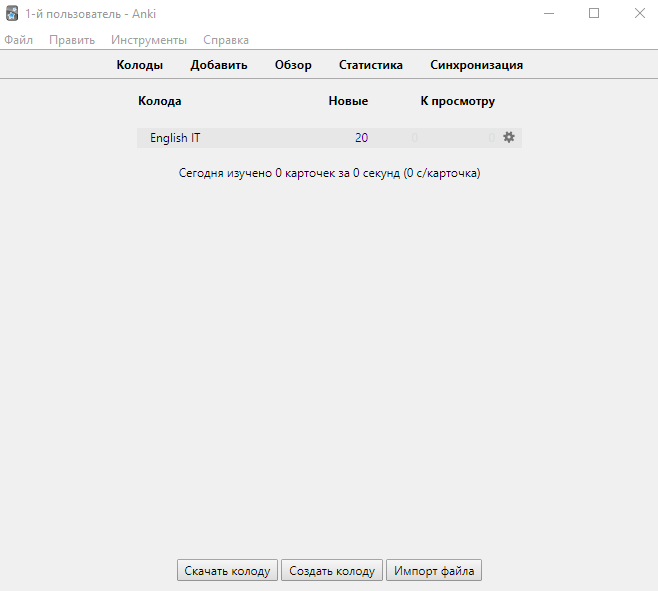 1-й пользователь - Anki
Файл Править Инструменты Справка
Колоды Добавить Обзор Статистика Синхронизация
Колода Новые К просмотру
English IT 20 0 0
Сегодня изучено 0 карточек за 0 секунд (0 с/карточка)
Скачать колоду Создать колоду Импорт файла